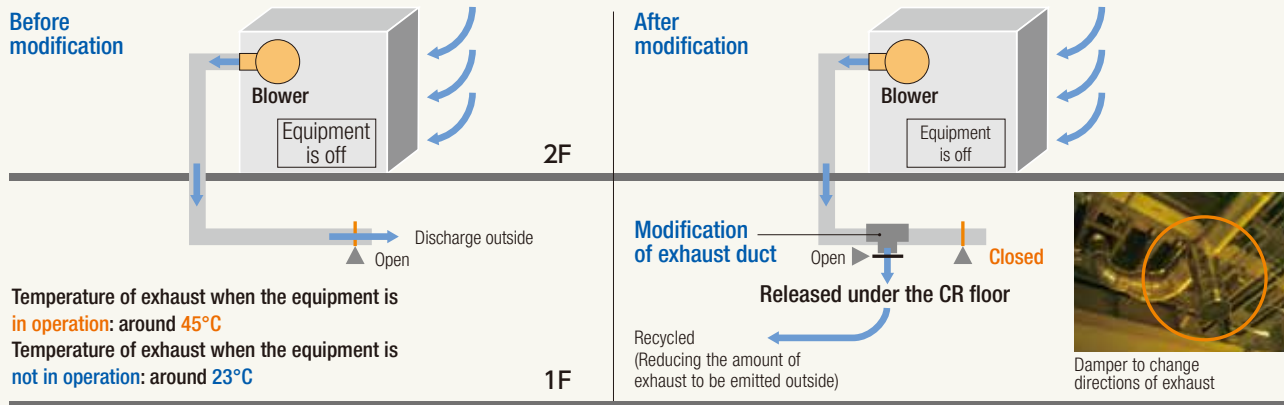 Before
modification
Blower
Equipment
is off
2F
Discharge outside
Open
Temperature of exhaust when the equipment is
in operation: around 45°C
Temperature of exhaust when the equipment is
not in operation: around 23°C
1F
After
modification
Blower
Equipment
is off
Modification
of exhaust duct
Open
Closed
Released under the CR floor
Recycled
(Reducing the amount of
exhaust to be emitted outside)
Damper to change
directions of exhaust